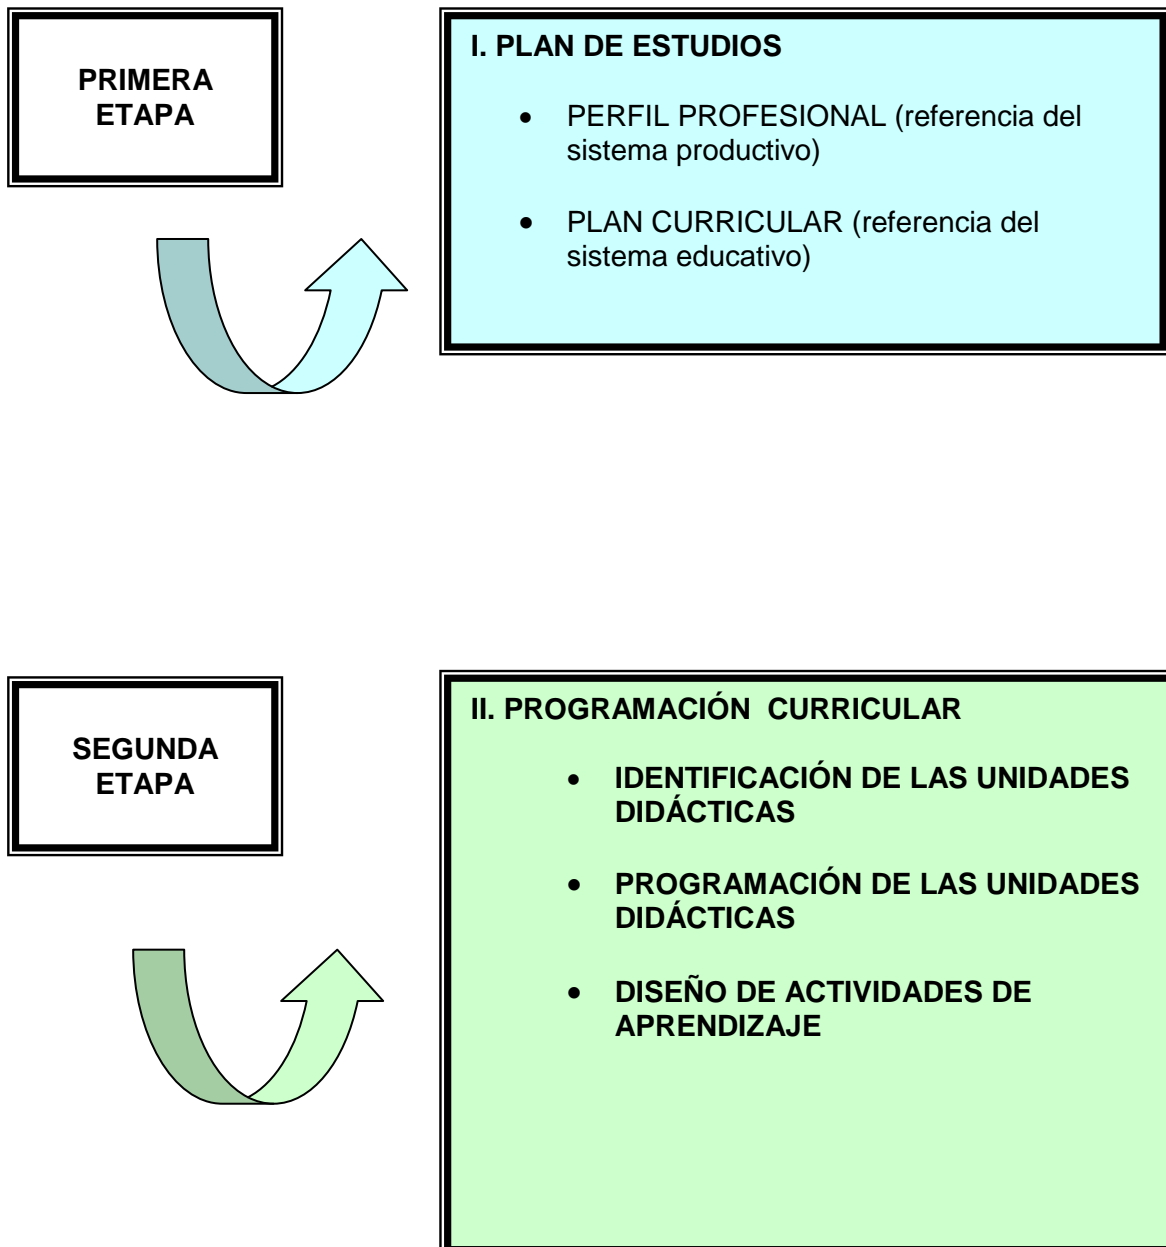 PRIMERA
ETAPA
I. PLAN DE ESTUDIOS
• PERFIL PROFESIONAL (referencia del
sistema productivo)
• PLAN CURRICULAR (referencia del
sistema educativo)
SEGUNDA
ETAPA
II. PROGRAMACIÓN CURRICULAR
• IDENTIFICACIÓN DE LAS UNIDADES
DIDÁCTICAS
• PROGRAMACIÓN DE LAS UNIDADES
DIDÁCTICAS
• DISEÑO DE ACTIVIDADES DE
APRENDIZAJE